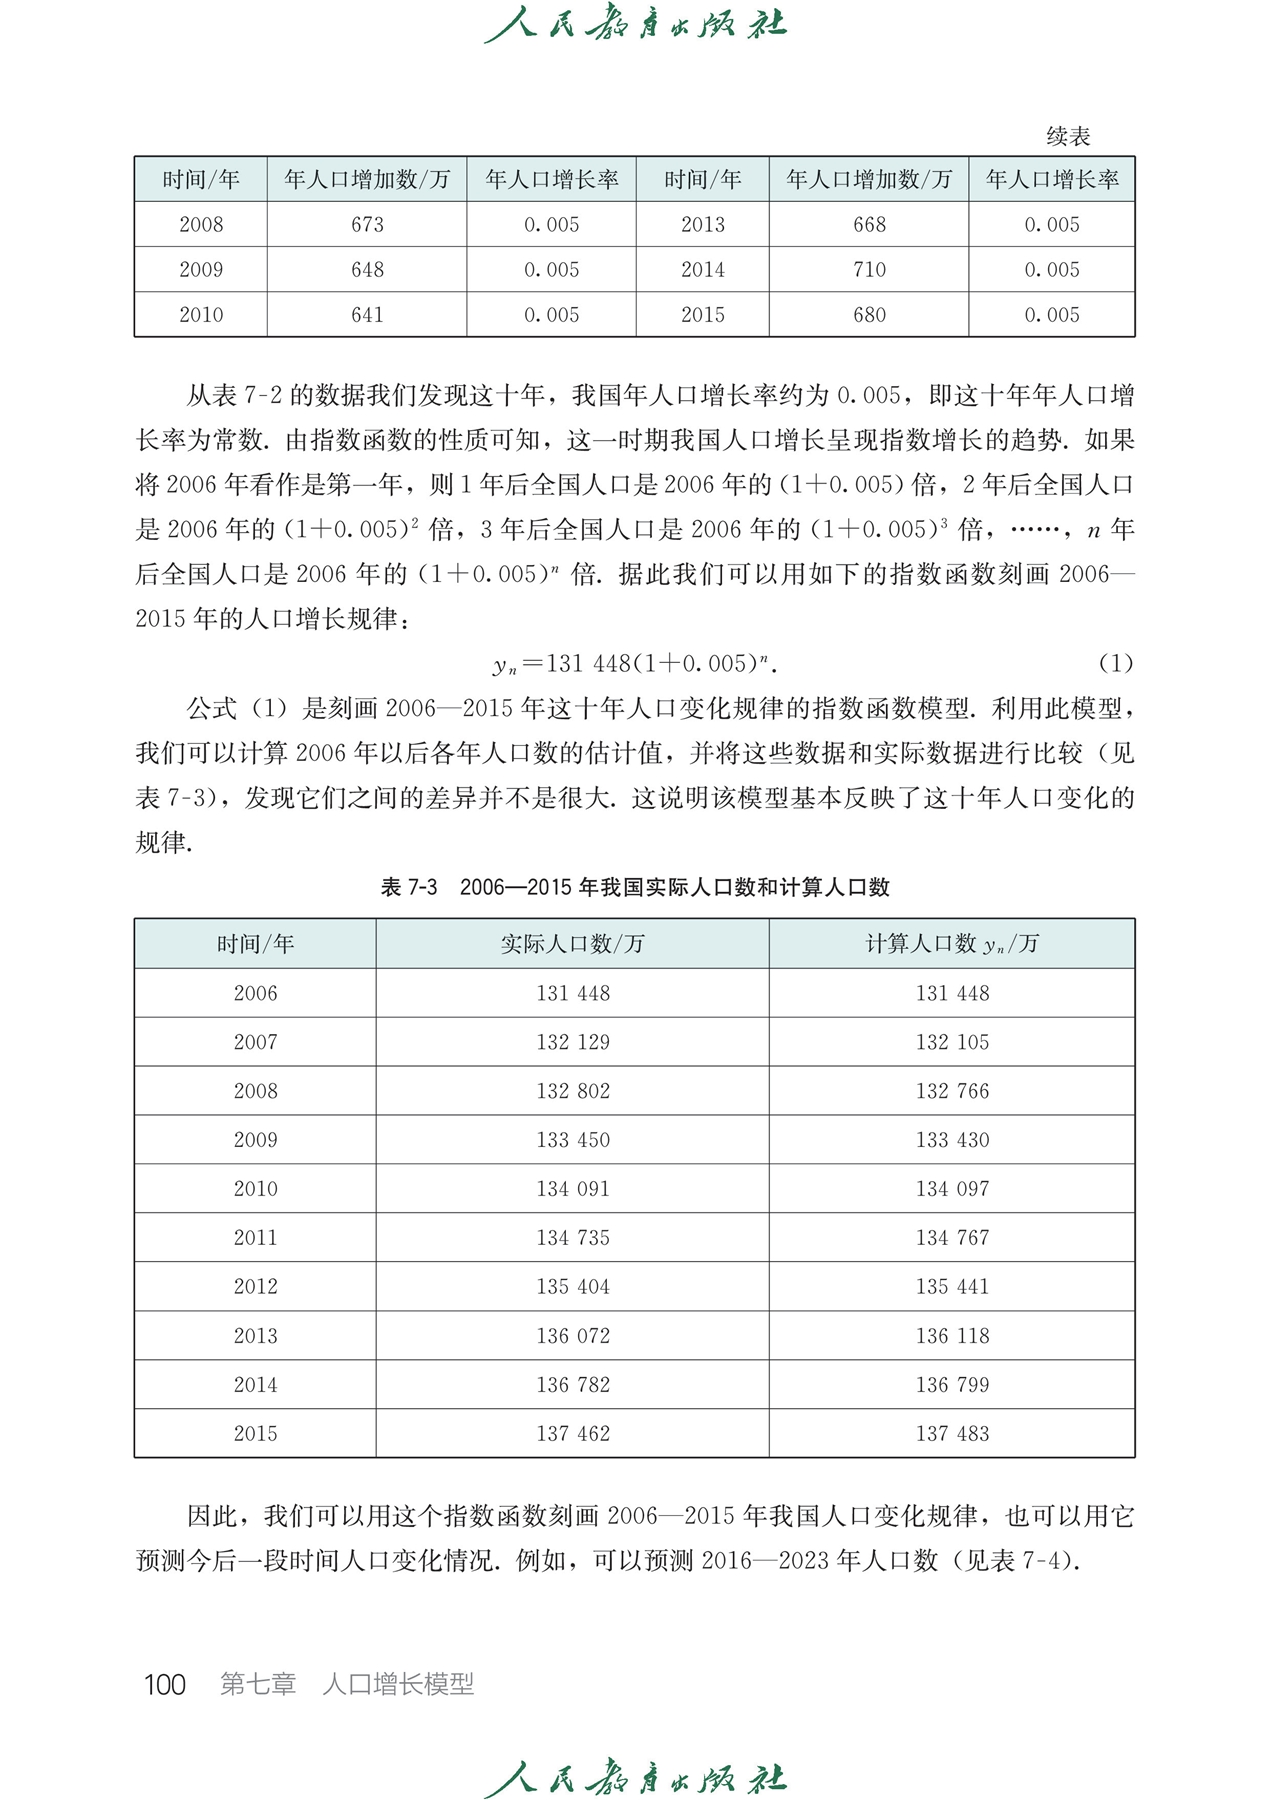 人民教育出版社
续表
时间/年 年人口增加数/万 年人口增长率 时间/年 年人口增加数/万 年人口增长率
2008 673 0.005 2013 668 0.005
2009 648 0.005 2014 710 0.005
2010 641 0.005 2015 680 0.005
从表 7-2 的数据我们发现这十年，我国年人口增长率约为 0.005，即这十年年人口增
长率为常数. 由指数函数的性质可知，这一时期我国人口增长呈现指数增长的趋势. 如果
将 2006 年看作是第一年，则 1 年后全国人口是 2006 年的 (1+0.005) 倍，2 年后全国人口
是 2006 年的 (1+0.005)² 倍，3 年后全国人口是 2006 年的 (1+0.005)³ 倍，……，n 年
后全国人口是 2006 年的 (1+0.005)ⁿ 倍. 据此我们可以用如下的指数函数刻画 2006—
2015 年的人口增长规律：
yₙ=131 448(1+0.005)ⁿ. (1)
公式（1）是刻画 2006—2015 年这十年人口变化规律的指数函数模型. 利用此模型，
我们可以计算 2006 年以后各年人口数的估计值，并将这些数据和实际数据进行比较（见
表 7-3），发现它们之间的差异并不是很大. 这说明该模型基本反映了这十年人口变化的
规律.
表 7-3 2006—2015 年我国实际人口数和计算人口数
时间/年 实际人口数/万 计算人口数 yₙ/万
2006 131 448 131 448
2007 132 129 132 105
2008 132 802 132 766
2009 133 450 133 430
2010 134 091 134 097
2011 134 735 134 767
2012 135 404 135 441
2013 136 072 136 118
2014 136 782 136 799
2015 137 462 137 483
因此，我们可以用这个指数函数刻画 2006—2015 年我国人口变化规律，也可以用它
预测今后一段时间人口变化情况. 例如，可以预测 2016—2023 年人口数（见表 7-4）.
100 第七章 人口增长模型
人民教育出版社